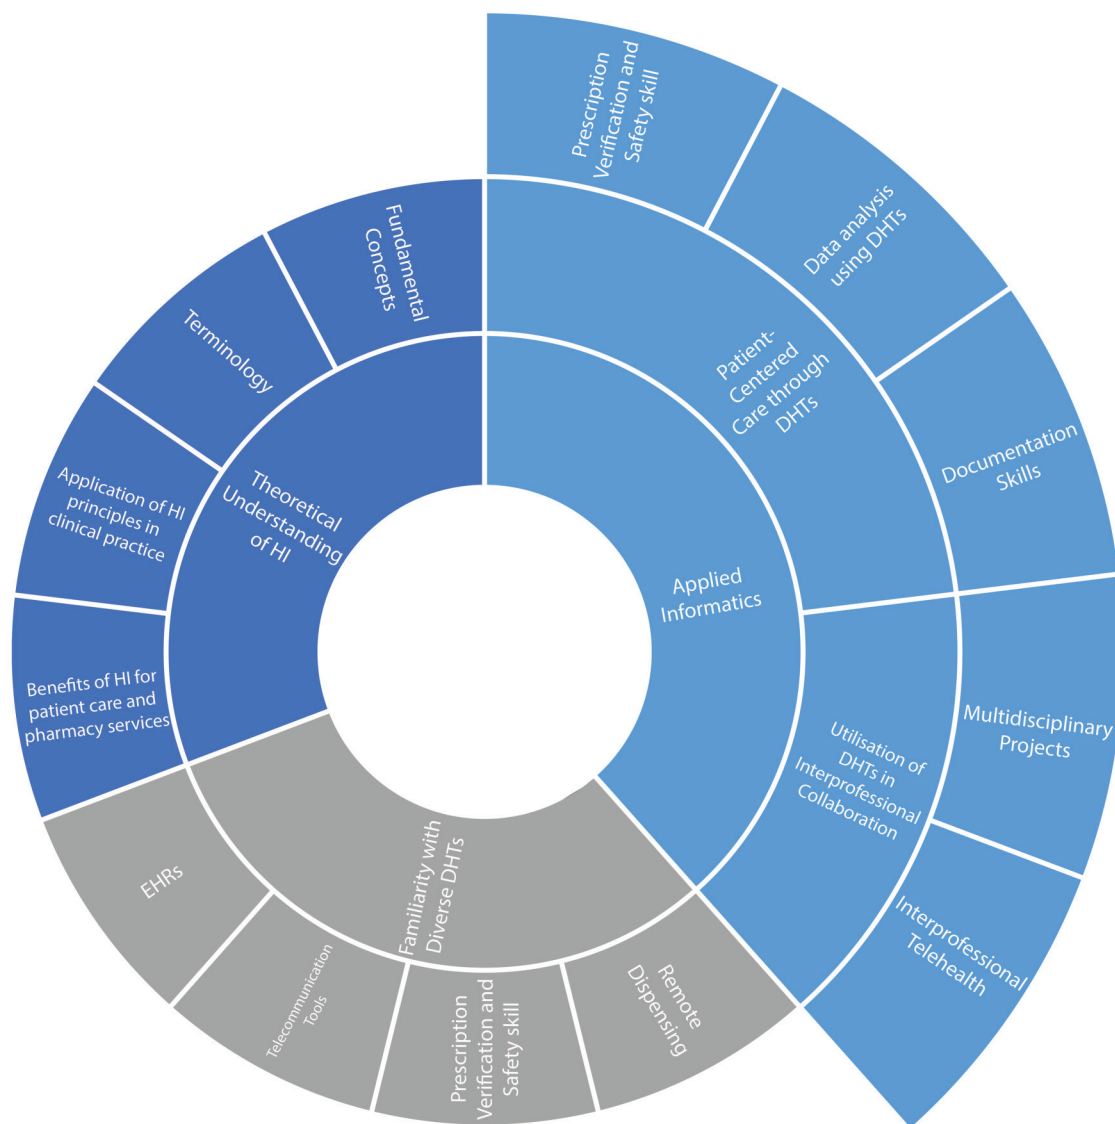 Prescription
Verification and
Safety skill
Data analysis
using DHTs
Documentation
Skills
Multidisciplinary
Projects
Interprofessional
Telehealth
Patient-
Centered
Care through
DHTs
Utilisation of
DHTs in
Interprofessional
Collaboration
Applied
Informatics
Fundamental
Concepts
Terminology
Application of HI
principles in
clinical practice
Benefits of HI for
patient care and
pharmacy services
Theoretical
Understanding
of HI
Familiarity with
Diverse DHTs
EHRs
Telecommunication
Tools
Prescription
Verification and
Safety skill
Remote
Dispensing